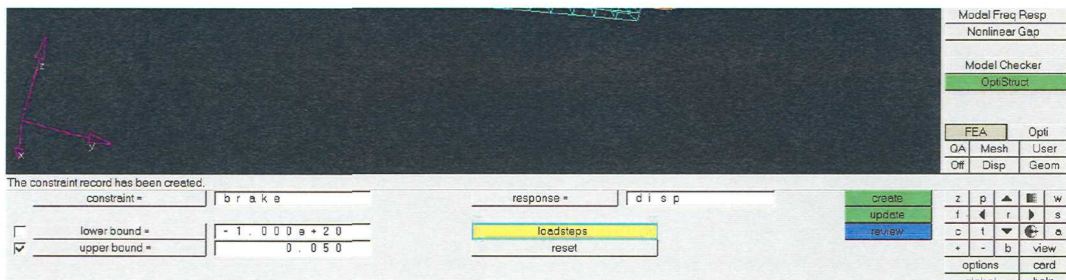 Modal Freq Resp
Nonlinear Gap
Model Checker
OptiStruct
z
y
x
FEA Opti
QA Mesh User
Off Disp Geom
The constraint record has been created.
constraint = brake response = disp create
update
lower bound = -1.000e+20 loadsteps review
upper bound = 0.050 reset
z p w
f r s
c t a
+ - b view
options card
help